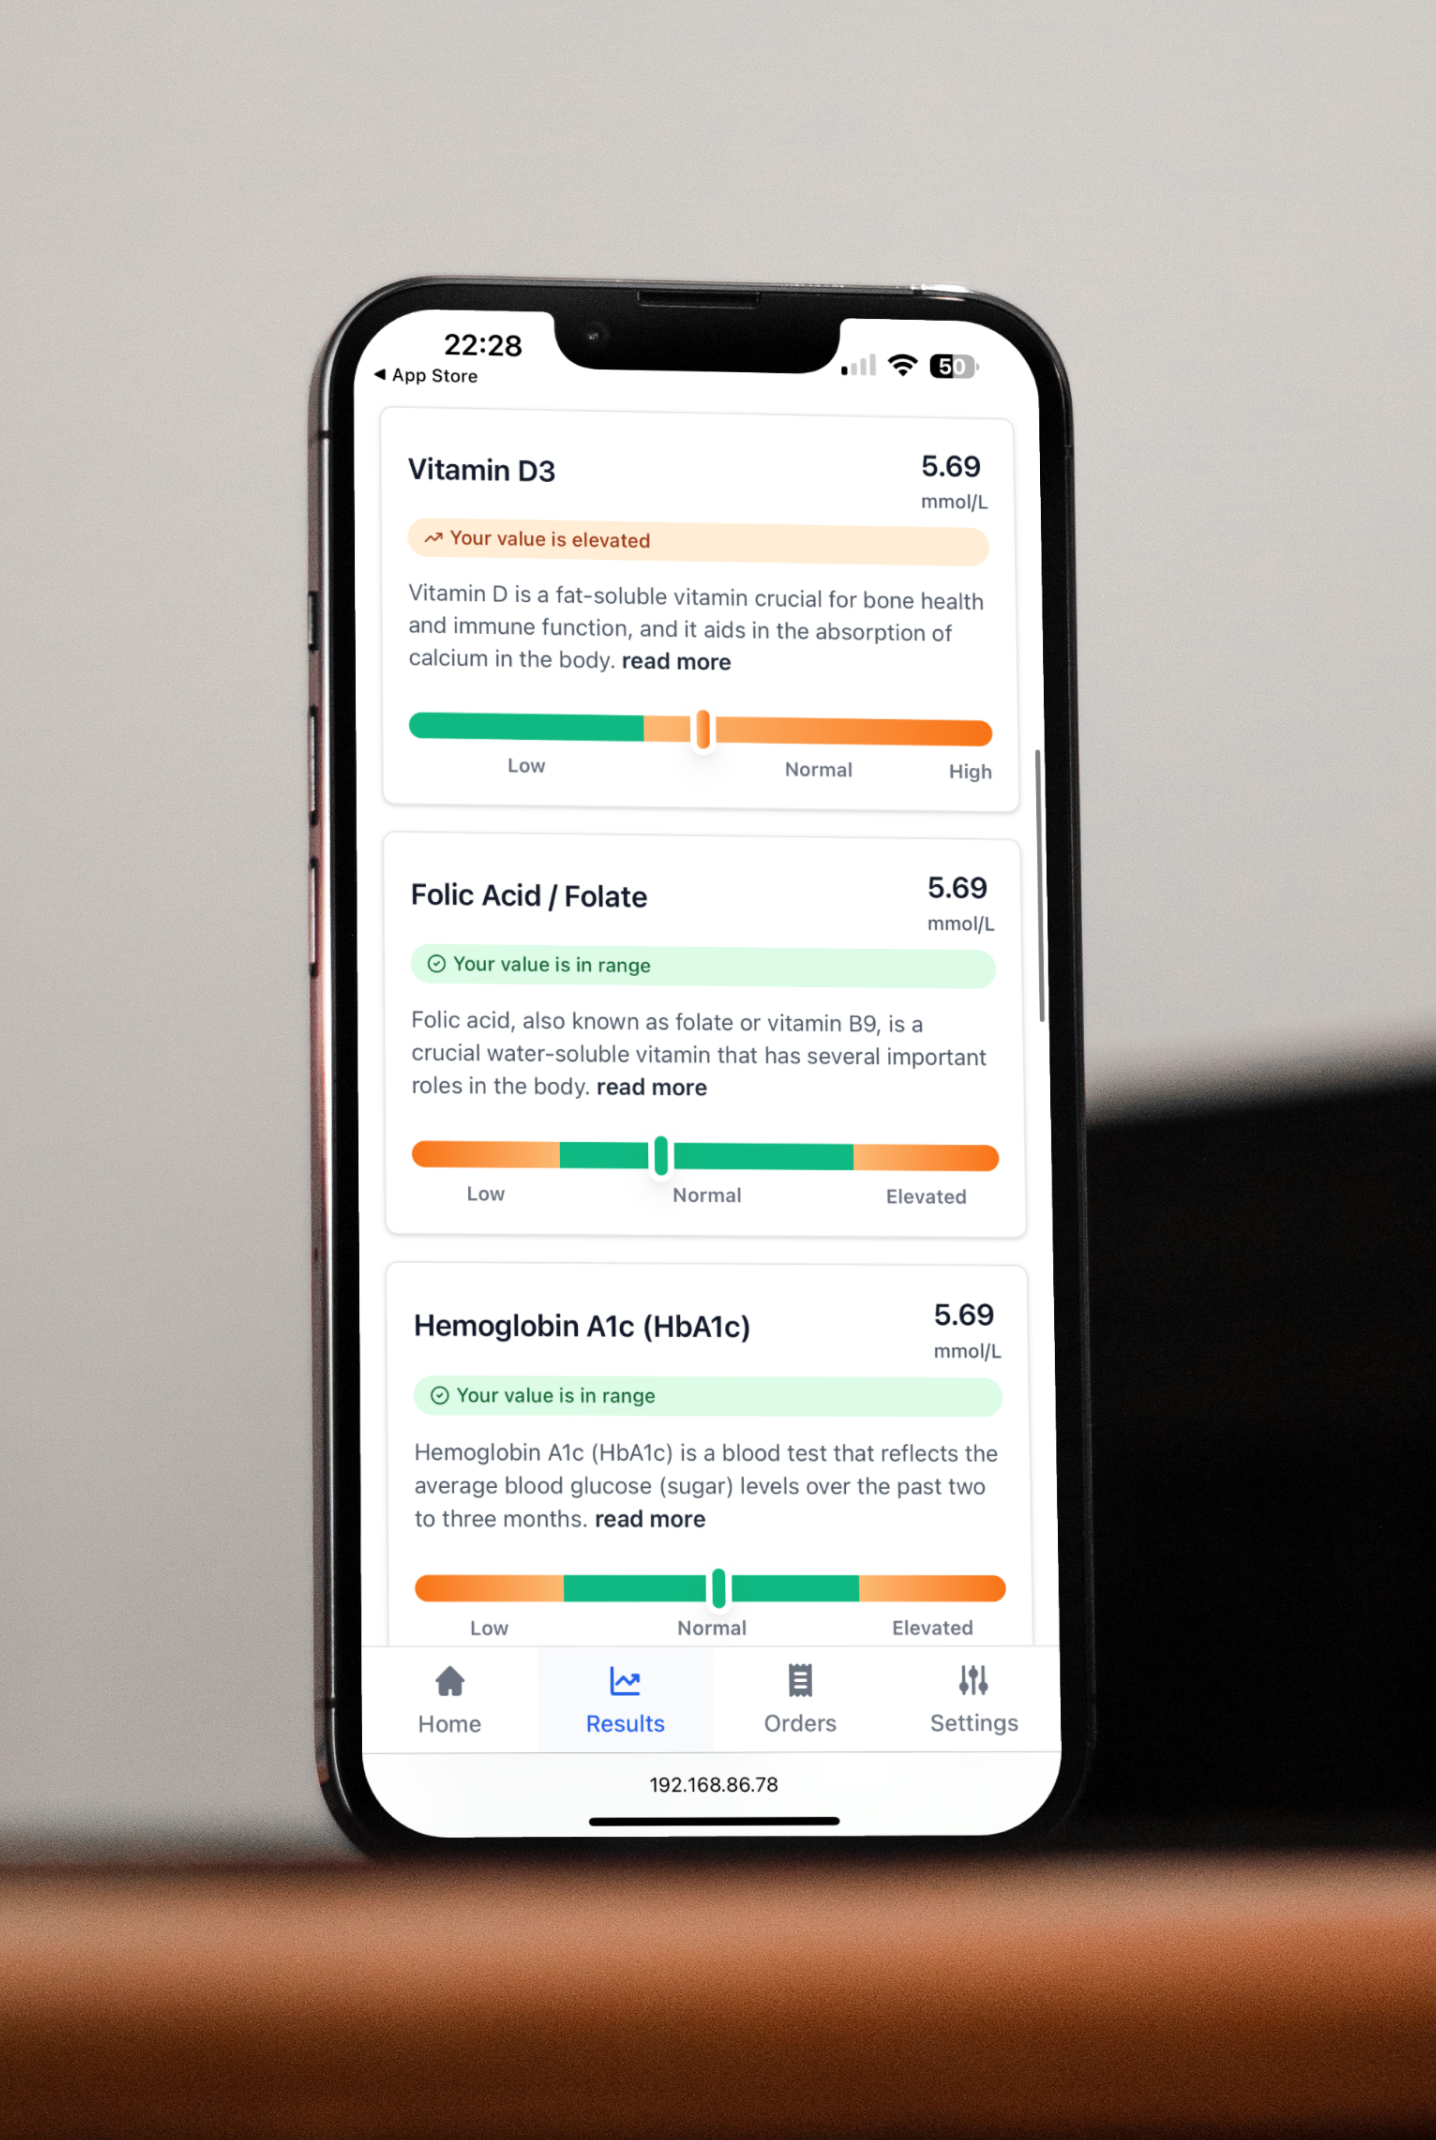 22:28
App Store
50
Vitamin D3
5.69
mmol/L
Your value is elevated
Vitamin D is a fat-soluble vitamin crucial for bone health
and immune function, and it aids in the absorption of
calcium in the body. read more
Low Normal High
Folic Acid / Folate
5.69
mmol/L
Your value is in range
Folic acid, also known as folate or vitamin B9, is a
crucial water-soluble vitamin that has several important
roles in the body. read more
Low Normal Elevated
Hemoglobin A1c (HbA1c)
5.69
mmol/L
Your value is in range
Hemoglobin A1c (HbA1c) is a blood test that reflects the
average blood glucose (sugar) levels over the past two
to three months. read more
Low Normal Elevated
Home Results Orders Settings
192.168.86.78